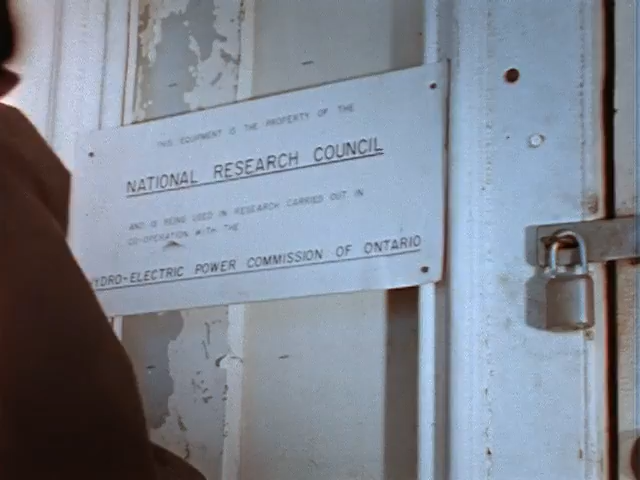 THIS EQUIPMENT IS THE PROPERTY OF THE
NATIONAL RESEARCH COUNCIL
AND IS BEING USED IN RESEARCH CARRIED OUT IN
CO-OPERATION WITH THE
YDRO-ELECTRIC POWER COMMISSION OF ONTARIO